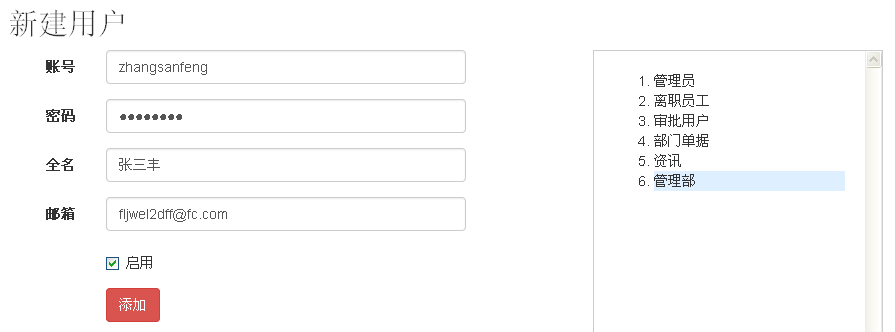 新建用户
账号 zhangsanfeng
密码 ••••••••
全名 张三丰
邮箱 fljwel2dff@fc.com
启用
添加
1. 管理员
2. 离职员工
3. 审批用户
4. 部门单据
5. 资讯
6. 管理部